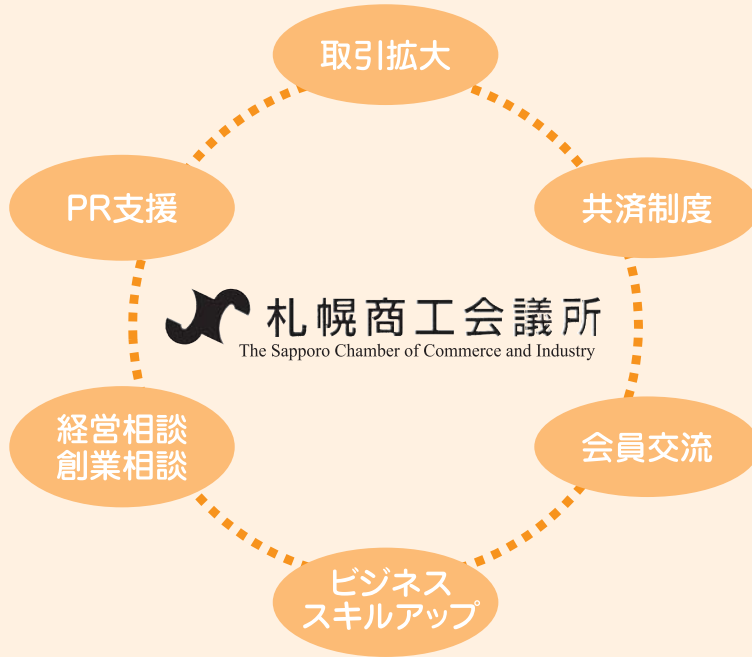 取引拡大
PR支援
共済制度
札幌商工会議所
The Sapporo Chamber of Commerce and Industry
経営相談
創業相談
会員交流
ビジネス
スキルアップ